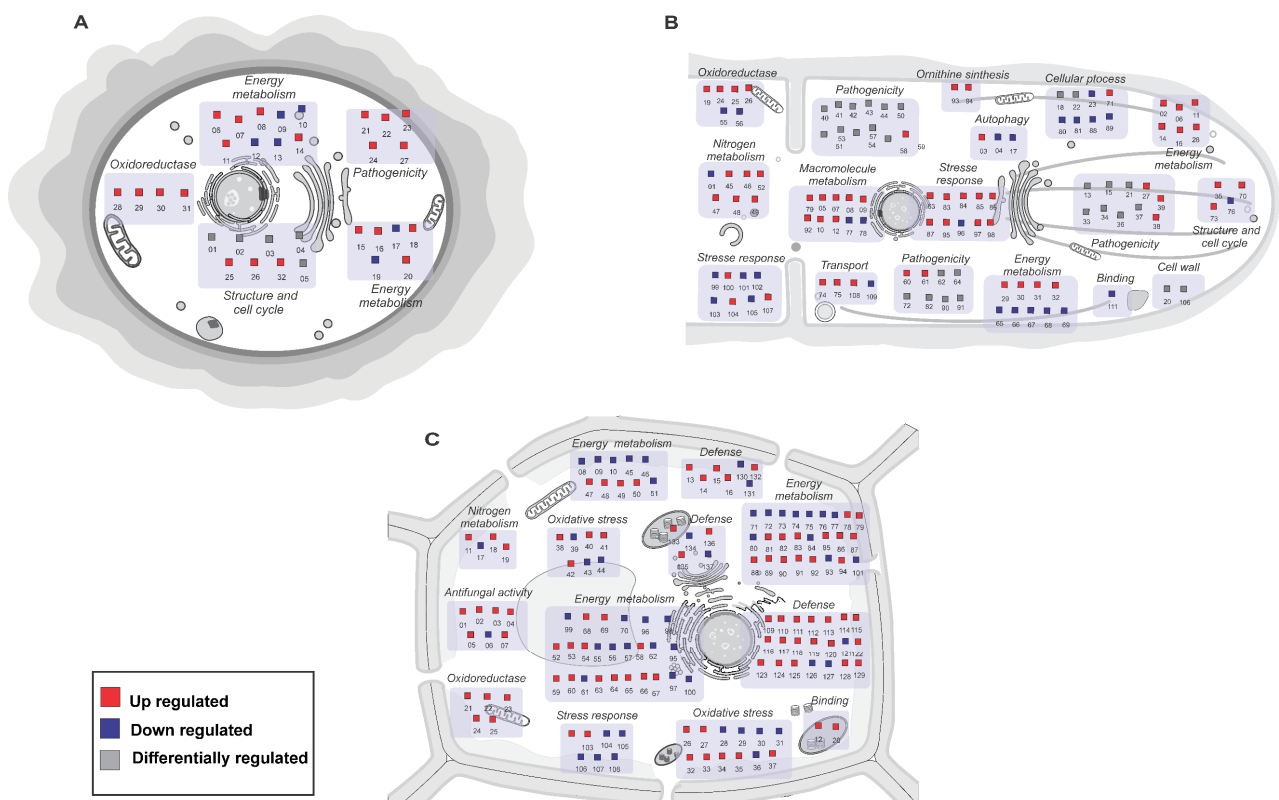 A
Energy
metabolism
06 07 08 09 10
11 12 13 14
21 22 23
24 27
Pathogenicity
Oxidoreductase
28 29 30 31
01 02 03 04
25 26 32 05
Structure and
cell cycle
15 16 17 18
19 20
Energy
metabolism
B
Oxidoreductase
19 24 25 26
55 56
Pathogenicity
40 41 42 43 44 50
51 53 54 57 58 59
Ornithine sinthesis
93 94
Cellular ptocess
18 22 23 71
80 81 88 89
02 06 11
14 16 28
Energy
metabolism
Autophagy
03 04 17
Nitrogen
metabolism
01 45 46 52
47 48 49
Macromolecule
metabolism
79 05 07 08 09
92 10 12 77 78
Stresse
response
63 83 84 85 86
87 95 96 97 98
13 15 21 27
33 34 36 37 38 39
Pathogenicity
35 70
73 76
Structure and
cell cycle
Stresse response
99 100 101 102
103 104 105 107
Transport
74 75 108 109
Pathogenicity
60 61 62 64
72 82 90 91
Energy
metabolism
29 30 31 32
65 66 67 68 69
Binding
111
Cell wall
20 106
C
Energy metabolism
08 09 10 45 46
47 48 49 50 51
Defense
13 15 130 132
14 16 131
Energy
metabolism
71 72 73 74 75 76 77 78 79
80 81 82 83 84 85 86 87
88 89 90 91 92 93 94 101
Nitrogen
metabolism
11 17 18 19
Oxidative stress
38 39 40 41
42 43 44
Defense
133 134 136
135 137
Antifungal activity
01 02 03 04
05 06 07
Energy metabolism
99 68 69 70 96 98
52 53 54 55 56 57 58 62 95
59 60 61 63 64 65 66 67 97 100
Defense
109 110 111 112 113 114 115
116 117 118 119 120 121 122
123 124 125 126 127 128 129
Oxidoreductase
21 22 23
24 25
Stress response
103 104 105
106 107 108
Oxidative stress
26 27 28 29 30 31
32 33 34 35 36 37
Binding
12 20
Up regulated
Down regulated
Differentially regulated